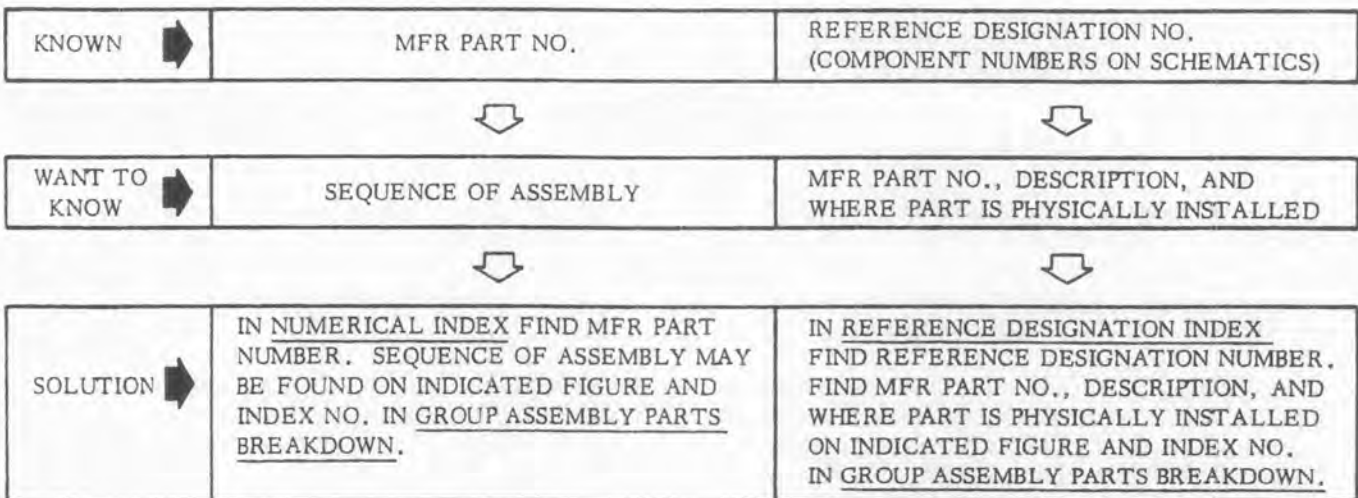 KNOWN
MFR PART NO.
REFERENCE DESIGNATION NO.
(COMPONENT NUMBERS ON SCHEMATICS)
WANT TO
KNOW
SEQUENCE OF ASSEMBLY
MFR PART NO., DESCRIPTION, AND
WHERE PART IS PHYSICALLY INSTALLED
SOLUTION
IN NUMERICAL INDEX FIND MFR PART
NUMBER. SEQUENCE OF ASSEMBLY MAY
BE FOUND ON INDICATED FIGURE AND
INDEX NO. IN GROUP ASSEMBLY PARTS
BREAKDOWN.
IN REFERENCE DESIGNATION INDEX
FIND REFERENCE DESIGNATION NUMBER.
FIND MFR PART NO., DESCRIPTION, AND
WHERE PART IS PHYSICALLY INSTALLED
ON INDICATED FIGURE AND INDEX NO.
IN GROUP ASSEMBLY PARTS BREAKDOWN.